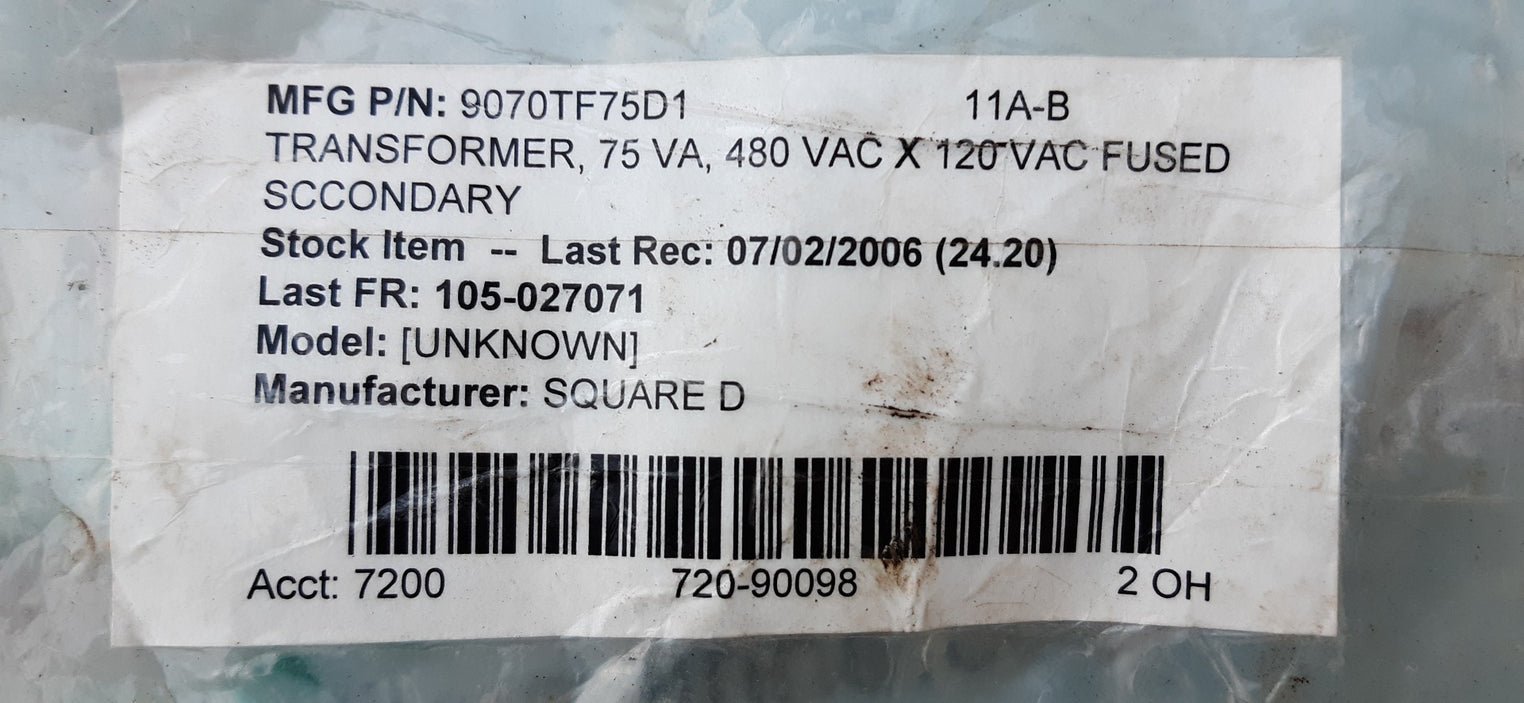 MFG P/N: 9070TF75D1 11A-B
TRANSFORMER, 75 VA, 480 VAC X 120 VAC FUSED
SCCONDARY
Stock Item -- Last Rec: 07/02/2006 (24.20)
Last FR: 105-027071
Model: [UNKNOWN]
Manufacturer: SQUARE D
Acct: 7200 720-90098 2 OH